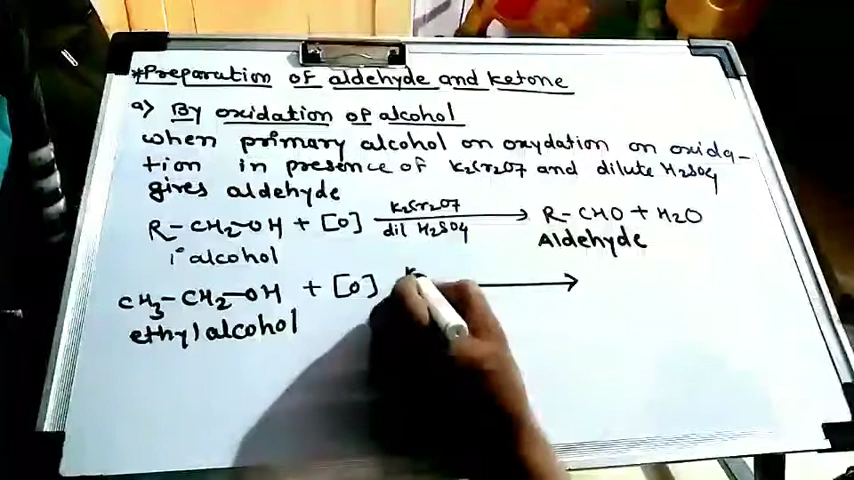 *Preparation of aldehyde and ketone
a) By oxidation of alcohol
when primary alcohol on oxydation on oxida-
tion in presence of K2Cr2O7 and dilute H2SO4
gives aldehyde
R-CH2-OH + [O] K2Cr2O7 dil H2SO4 → R-CHO + H2O
1° alcohol Aldehyde
CH3-CH2-OH + [O] K →
ethyl alcohol